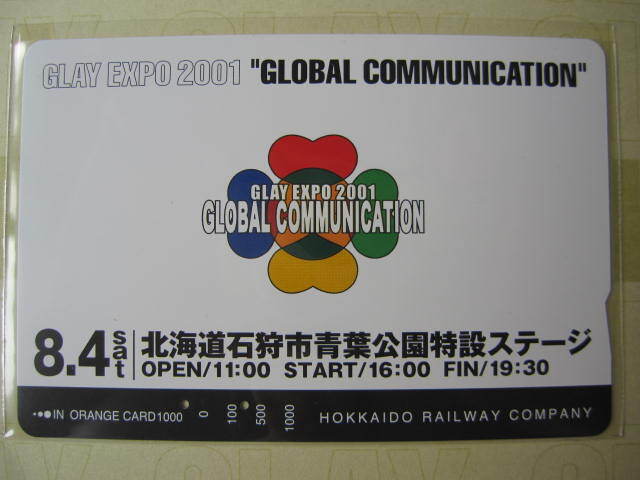 GLAY EXPO 2001 "GLOBAL COMMUNICATION"
GLAY EXPO 2001
GLOBAL COMMUNICATION
8.4 sat
北海道石狩市青葉公園特設ステージ
OPEN/11:00 START/16:00 FIN/19:30
IN ORANGE CARD1000 0 100 500 1000 HOKKAIDO RAILWAY COMPANY